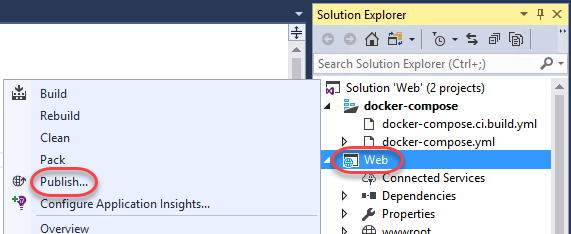 Build
Rebuild
Clean
Pack
Publish...
Configure Application Insights...
Overview
Solution Explorer
Search Solution Explorer (Ctrl+;)
Solution 'Web' (2 projects)
docker-compose
docker-compose.ci.build.yml
docker-compose.yml
Web
Connected Services
Dependencies
Properties
wwwroot